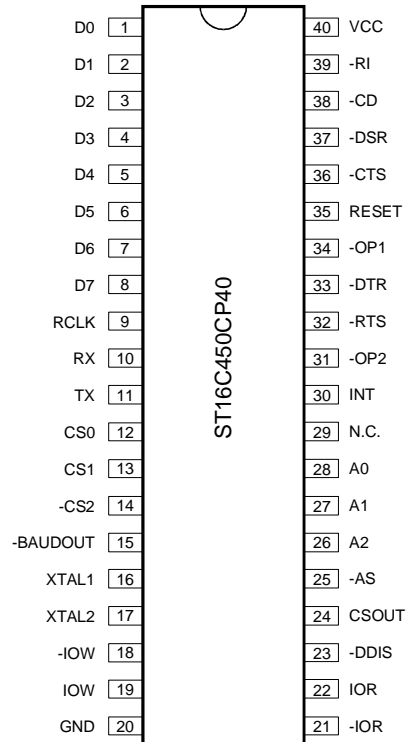 D0 1 40 VCC
D1 2 39 -RI
D2 3 38 -CD
D3 4 37 -DSR
D4 5 36 -CTS
D5 6 35 RESET
D6 7 34 -OP1
D7 8 33 -DTR
RCLK 9 32 -RTS
RX 10 31 -OP2
TX 11 30 INT
CS0 12 29 N.C.
CS1 13 28 A0
-CS2 14 27 A1
-BAUDOUT 15 26 A2
XTAL1 16 25 -AS
XTAL2 17 24 CSOUT
-IOW 18 23 -DDIS
IOW 19 22 IOR
GND 20 21 -IOR
ST16C450CP40